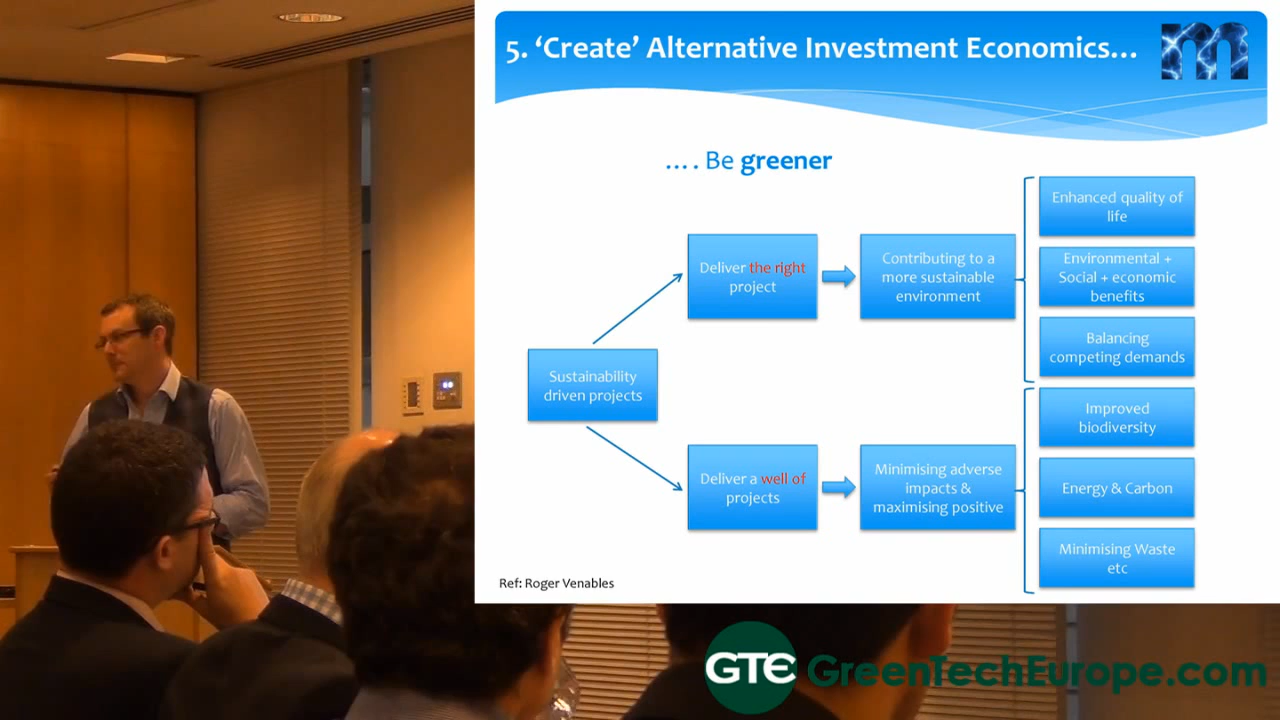 5. ‘Create’ Alternative Investment Economics...
m
.... Be greener
Sustainability
driven projects
Deliver the right
project
Contributing to a
more sustainable
environment
Enhanced quality of
life
Environmental +
Social + economic
benefits
Balancing
competing demands
Deliver a well of
projects
Minimising adverse
impacts &
maximising positive
Improved
biodiversity
Energy & Carbon
Minimising Waste
etc
Ref: Roger Venables
GTE GreenTechEurope.com